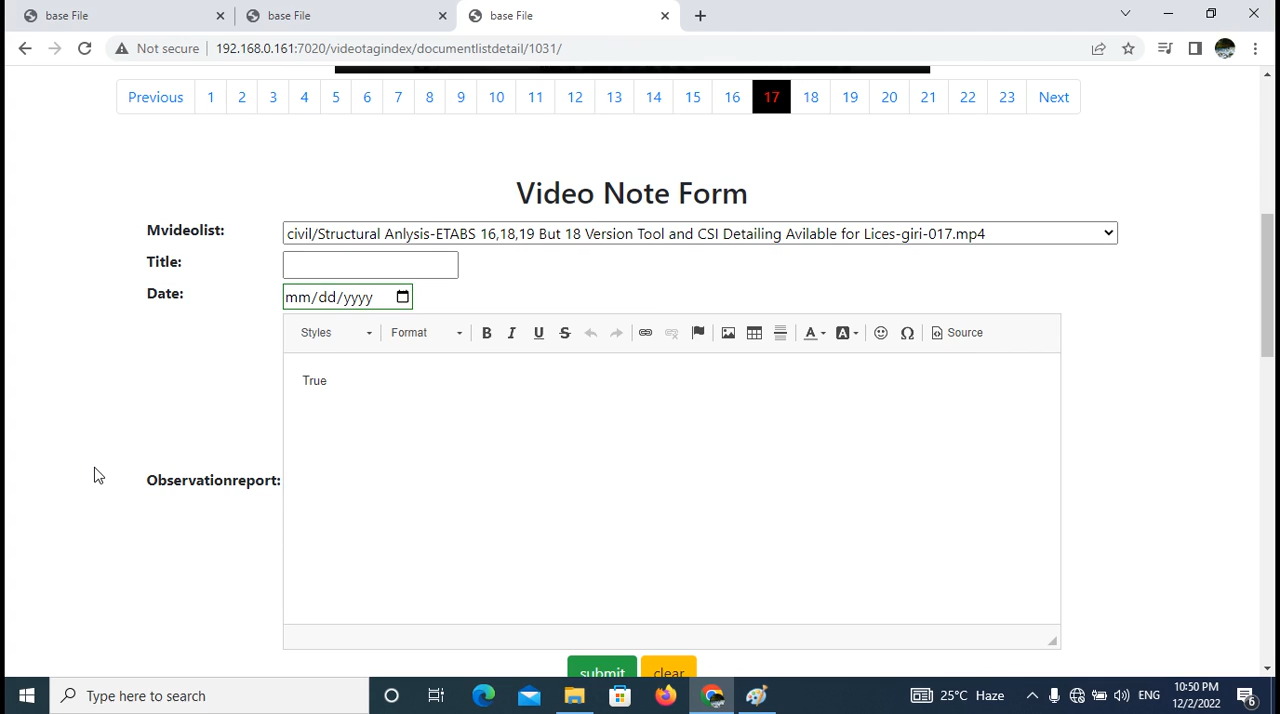 base File
base File
base File
Not secure
192.168.0.161:7020/videotagindex/documentlistdetail/1031/
Previous 1 2 3 4 5 6 7 8 9 10 11 12 13 14 15 16 17 18 19 20 21 22 23 Next
Video Note Form
Mvideolist: civil/Structural Anlysis-ETABS 16,18,19 But 18 Version Tool and CSI Detailing Avilable for Lices-giri-017.mp4
Title:
Date: mm/dd/yyyy
Styles Format B I U S A A Ω Source
True
Observationreport:
submit clear
Type here to search
25°C Haze
ENG
10:50 PM
12/2/2022
6